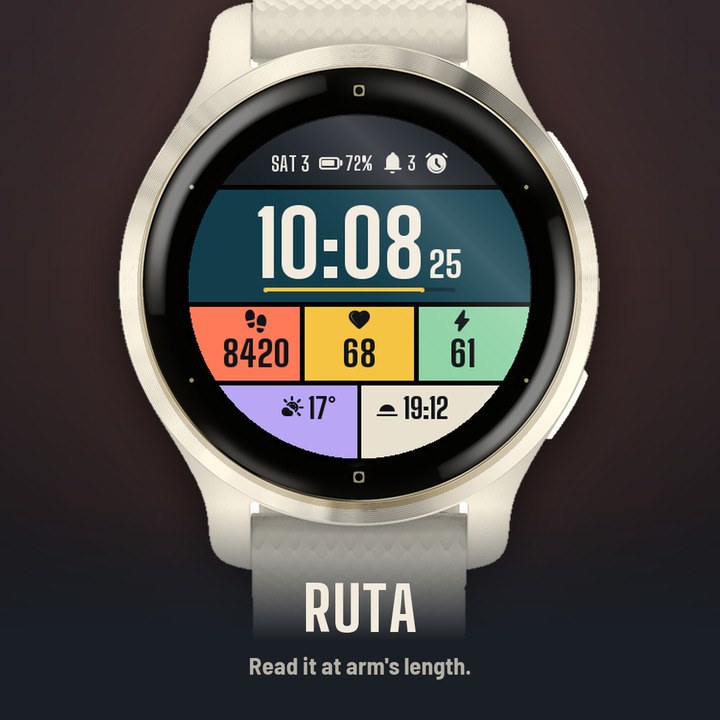 SAT 3 72% 3
10:08 25
8420 68 61
17° 19:12
RUTA
Read it at arm's length.